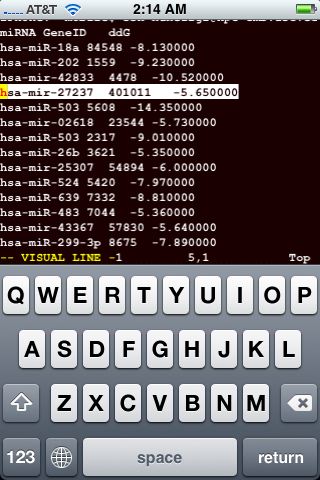 AT&T 2:14 AM
miRNA GeneID ddG
hsa-miR-18a 84548 -8.130000
hsa-miR-202 1559 -9.230000
hsa-mir-42833 4478 -10.520000
hsa-mir-27237 401011 -5.650000
hsa-miR-503 5608 -14.350000
hsa-mir-02618 23544 -5.730000
hsa-miR-503 2317 -9.010000
hsa-miR-26b 3621 -5.350000
hsa-mir-25307 54894 -6.000000
hsa-miR-524 5420 -7.970000
hsa-miR-639 7332 -8.810000
hsa-miR-483 7044 -5.360000
hsa-mir-43367 57830 -5.640000
hsa-miR-299-3p 8675 -7.890000
-- VISUAL LINE -1 5,1 Top
Q W E R T Y U I O P
A S D F G H J K L
Z X C V B N M
123 space return